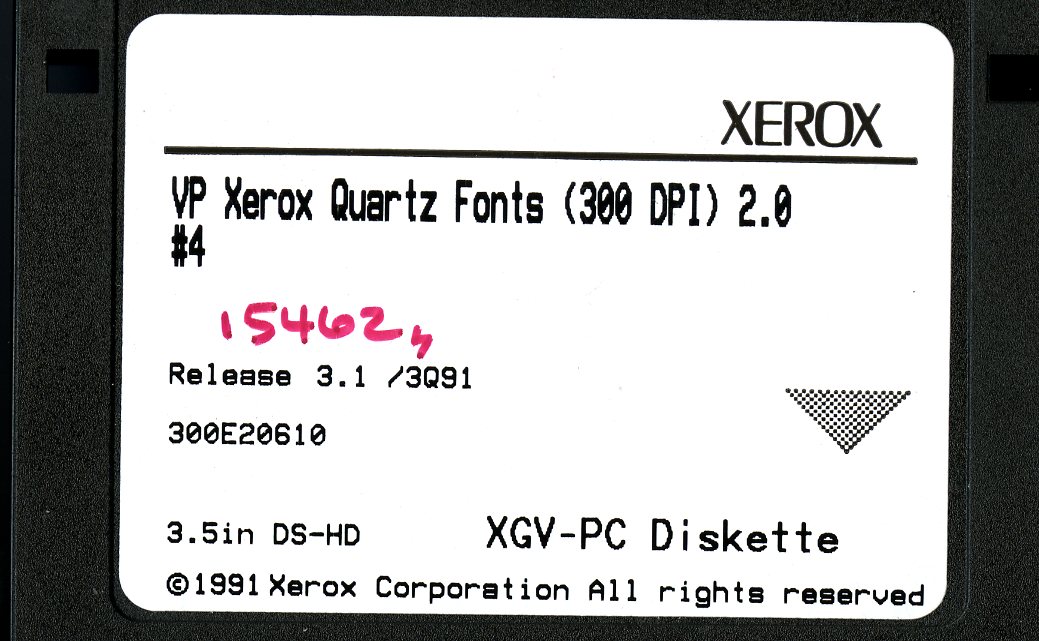 XEROX
VP Xerox Quartz Fonts (300 DPI) 2.0
#4
15462
Release 3.1 /3Q91
300E20610
3.5in DS-HD XGV-PC Diskette
©1991 Xerox Corporation All rights reserved